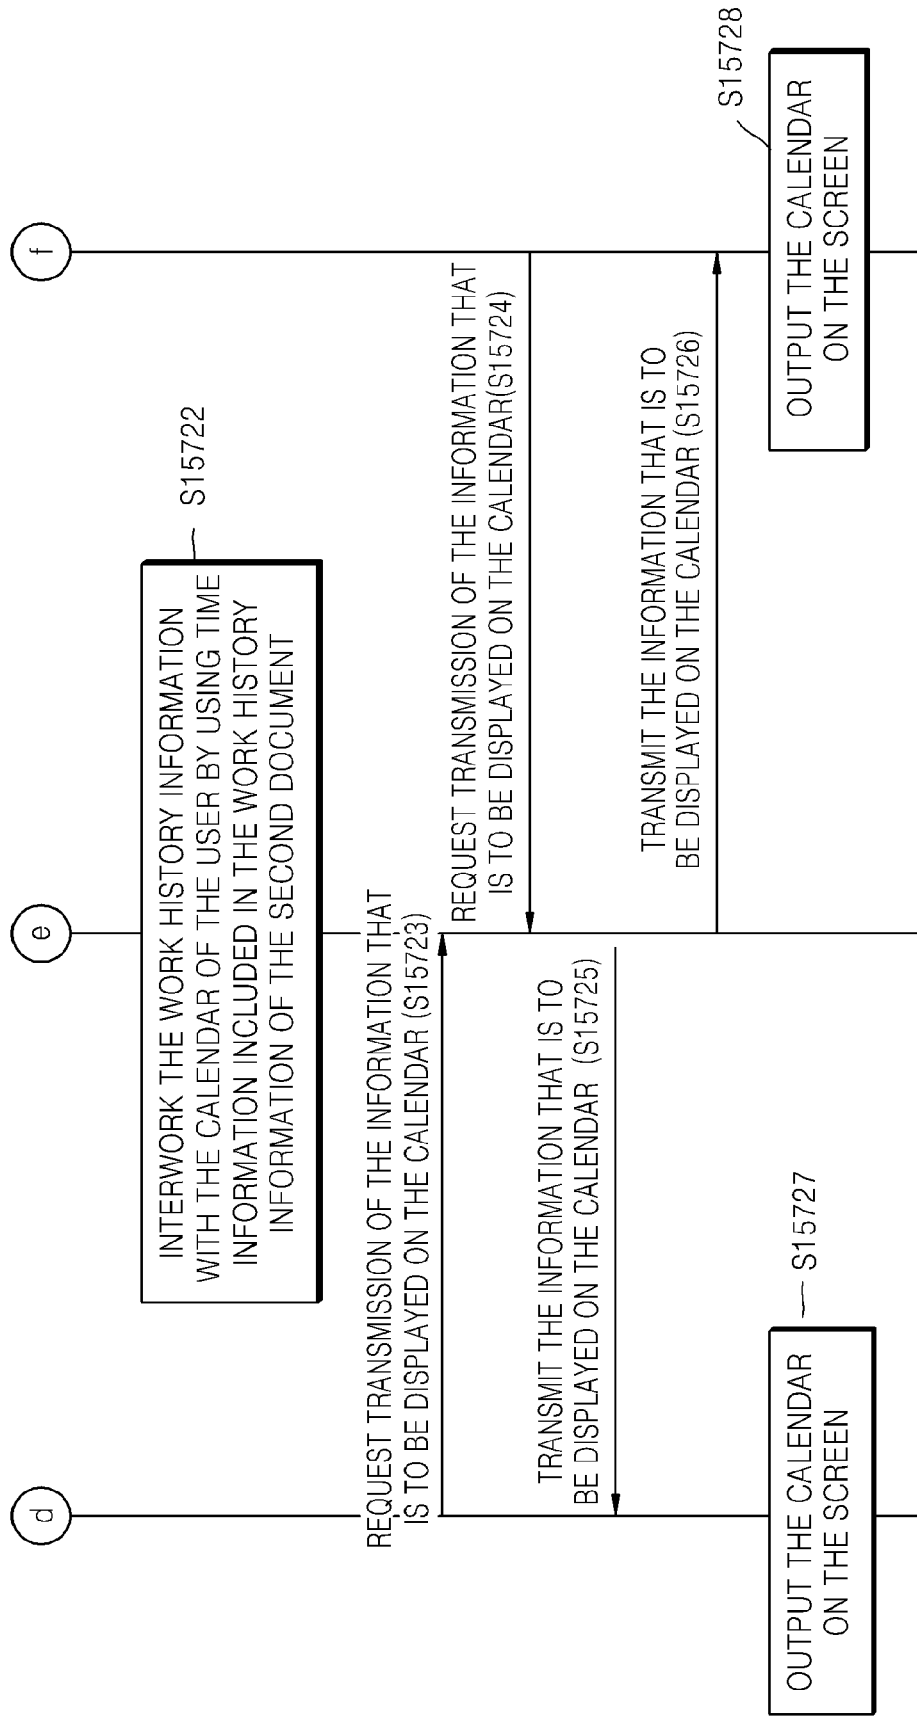 d
e
f
INTERWORK THE WORK HISTORY INFORMATION
WITH THE CALENDAR OF THE USER BY USING TIME
INFORMATION INCLUDED IN THE WORK HISTORY
INFORMATION OF THE SECOND DOCUMENT
S15722
REQUEST TRANSMISSION OF THE INFORMATION THAT
IS TO BE DISPLAYED ON THE CALENDAR (S15723)
REQUEST TRANSMISSION OF THE INFORMATION THAT
IS TO BE DISPLAYED ON THE CALENDAR(S15724)
TRANSMIT THE INFORMATION THAT IS TO
BE DISPLAYED ON THE CALENDAR (S15725)
TRANSMIT THE INFORMATION THAT IS TO
BE DISPLAYED ON THE CALENDAR (S15726)
OUTPUT THE CALENDAR
ON THE SCREEN
S15727
OUTPUT THE CALENDAR
ON THE SCREEN
S15728